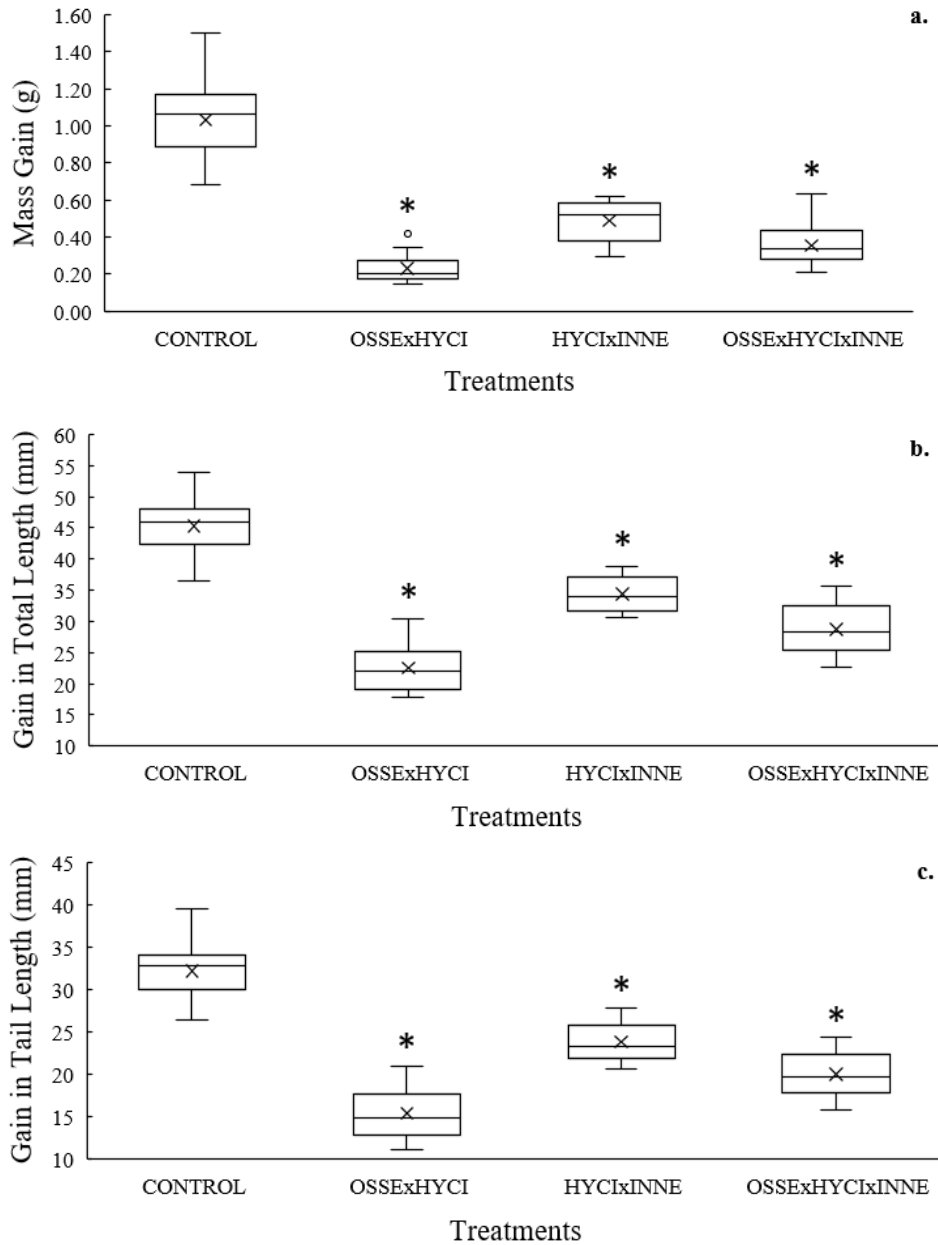 a.
Mass Gain (g)
1.60
1.40
1.20
1.00
0.80
0.60
0.40
0.20
0.00
* * *
CONTROL OSSExHYCI HYCIxINNE OSSExHYCIxINNE
Treatments
b.
Gain in Total Length (mm)
60
55
50
45
40
35
30
25
20
15
10
* * *
CONTROL OSSExHYCI HYCIxINNE OSSExHYCIxINNE
Treatments
c.
Gain in Tail Length (mm)
45
40
35
30
25
20
15
10
* * *
CONTROL OSSExHYCI HYCIxINNE OSSExHYCIxINNE
Treatments